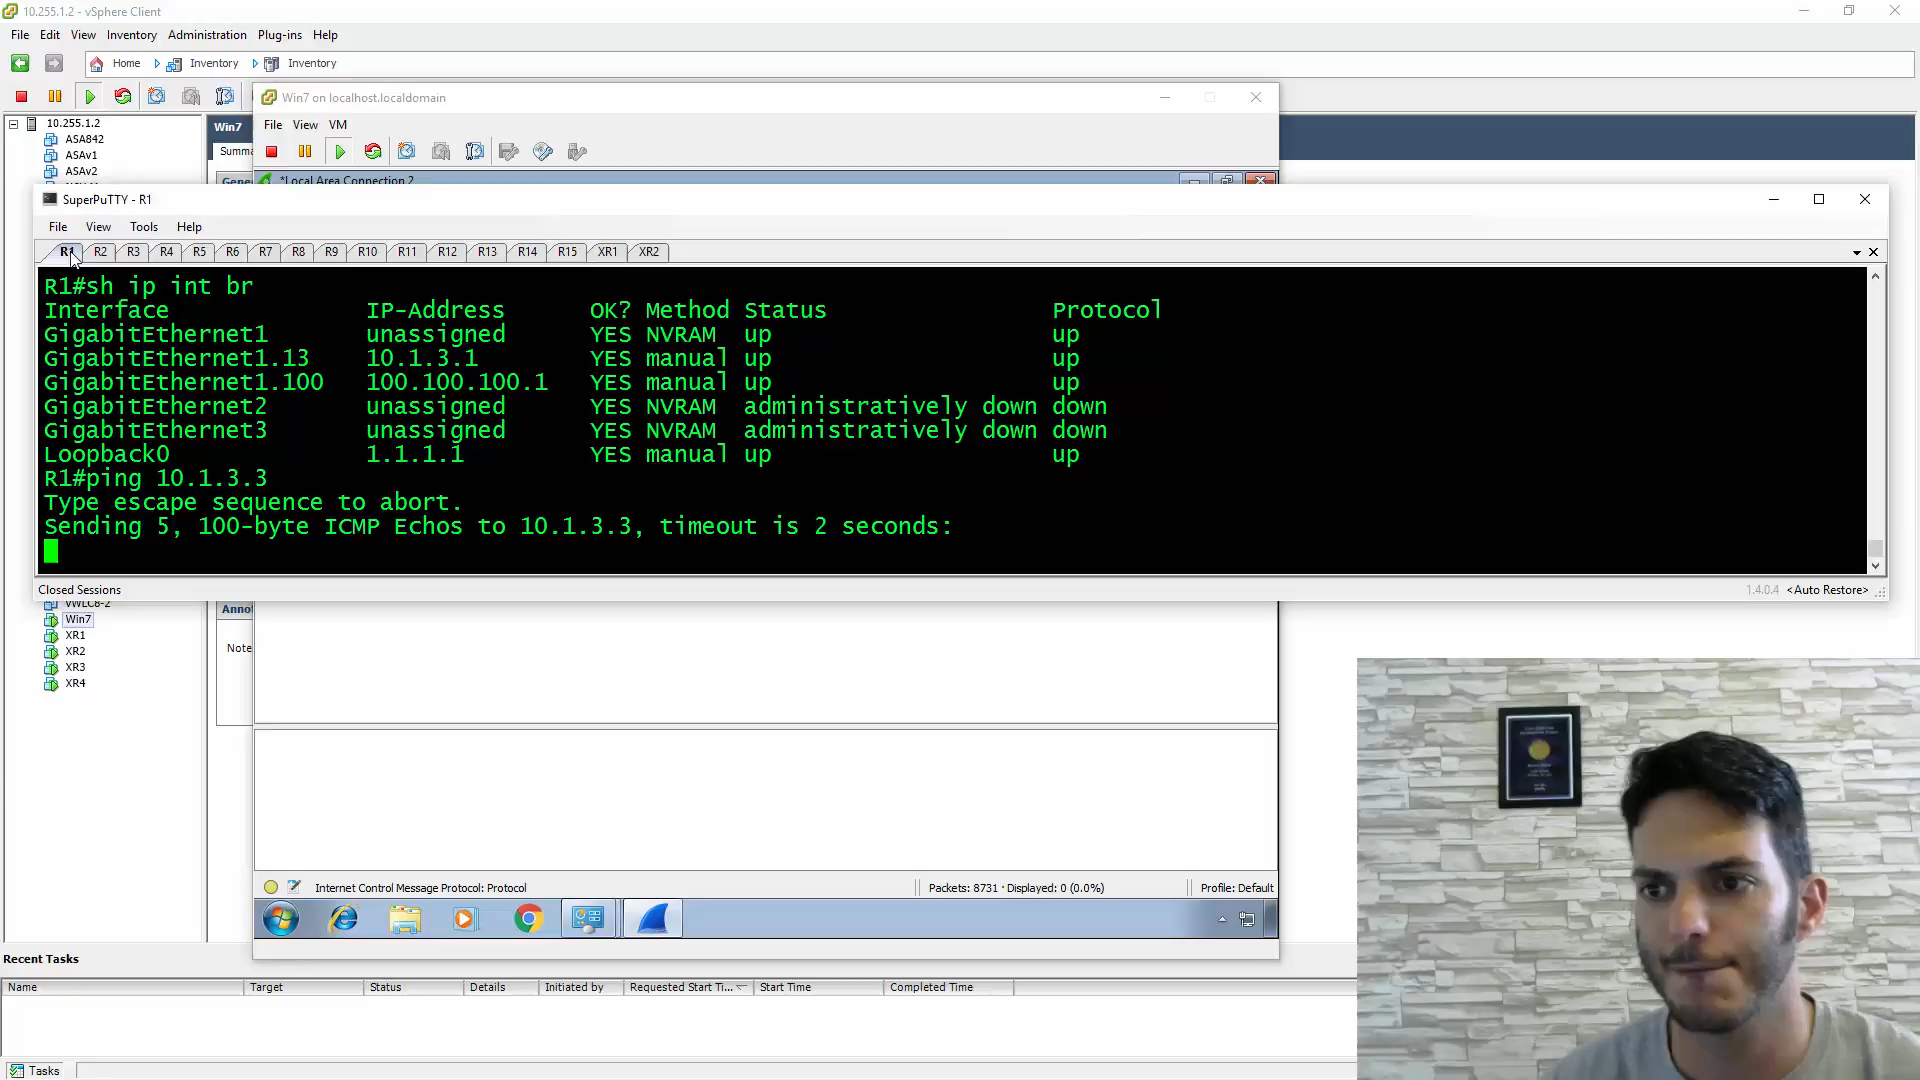 10.255.1.2 - vSphere Client
File Edit View Inventory Administration Plug-ins Help
Home Inventory Inventory
Win7 on localhost.localdomain
File View VM
10.255.1.2
ASA842
ASAv1
ASAv2
Win7
Summa
Gene
*Local Area Connection 2
SuperPuTTY - R1
File View Tools Help
R1 R2 R3 R4 R5 R6 R7 R8 R9 R10 R11 R12 R13 R14 R15 XR1 XR2
R1#sh ip int br
Interface IP-Address OK? Method Status Protocol
GigabitEthernet1 unassigned YES NVRAM up up
GigabitEthernet1.13 10.1.3.1 YES manual up up
GigabitEthernet1.100 100.100.100.1 YES manual up up
GigabitEthernet2 unassigned YES NVRAM administratively down down
GigabitEthernet3 unassigned YES NVRAM administratively down down
Loopback0 1.1.1.1 YES manual up up
R1#ping 10.1.3.3
Type escape sequence to abort.
Sending 5, 100-byte ICMP Echos to 10.1.3.3, timeout is 2 seconds:
Closed Sessions 1.4.0.4 <Auto Restore>
VWLC8-2
Win7
XR1
XR2
XR3
XR4
Anno
Note
Internet Control Message Protocol: Protocol Packets: 8731 · Displayed: 0 (0.0%) Profile: Default
Recent Tasks
Name Target Status Details Initiated by Requested Start Ti... Start Time Completed Time
Tasks